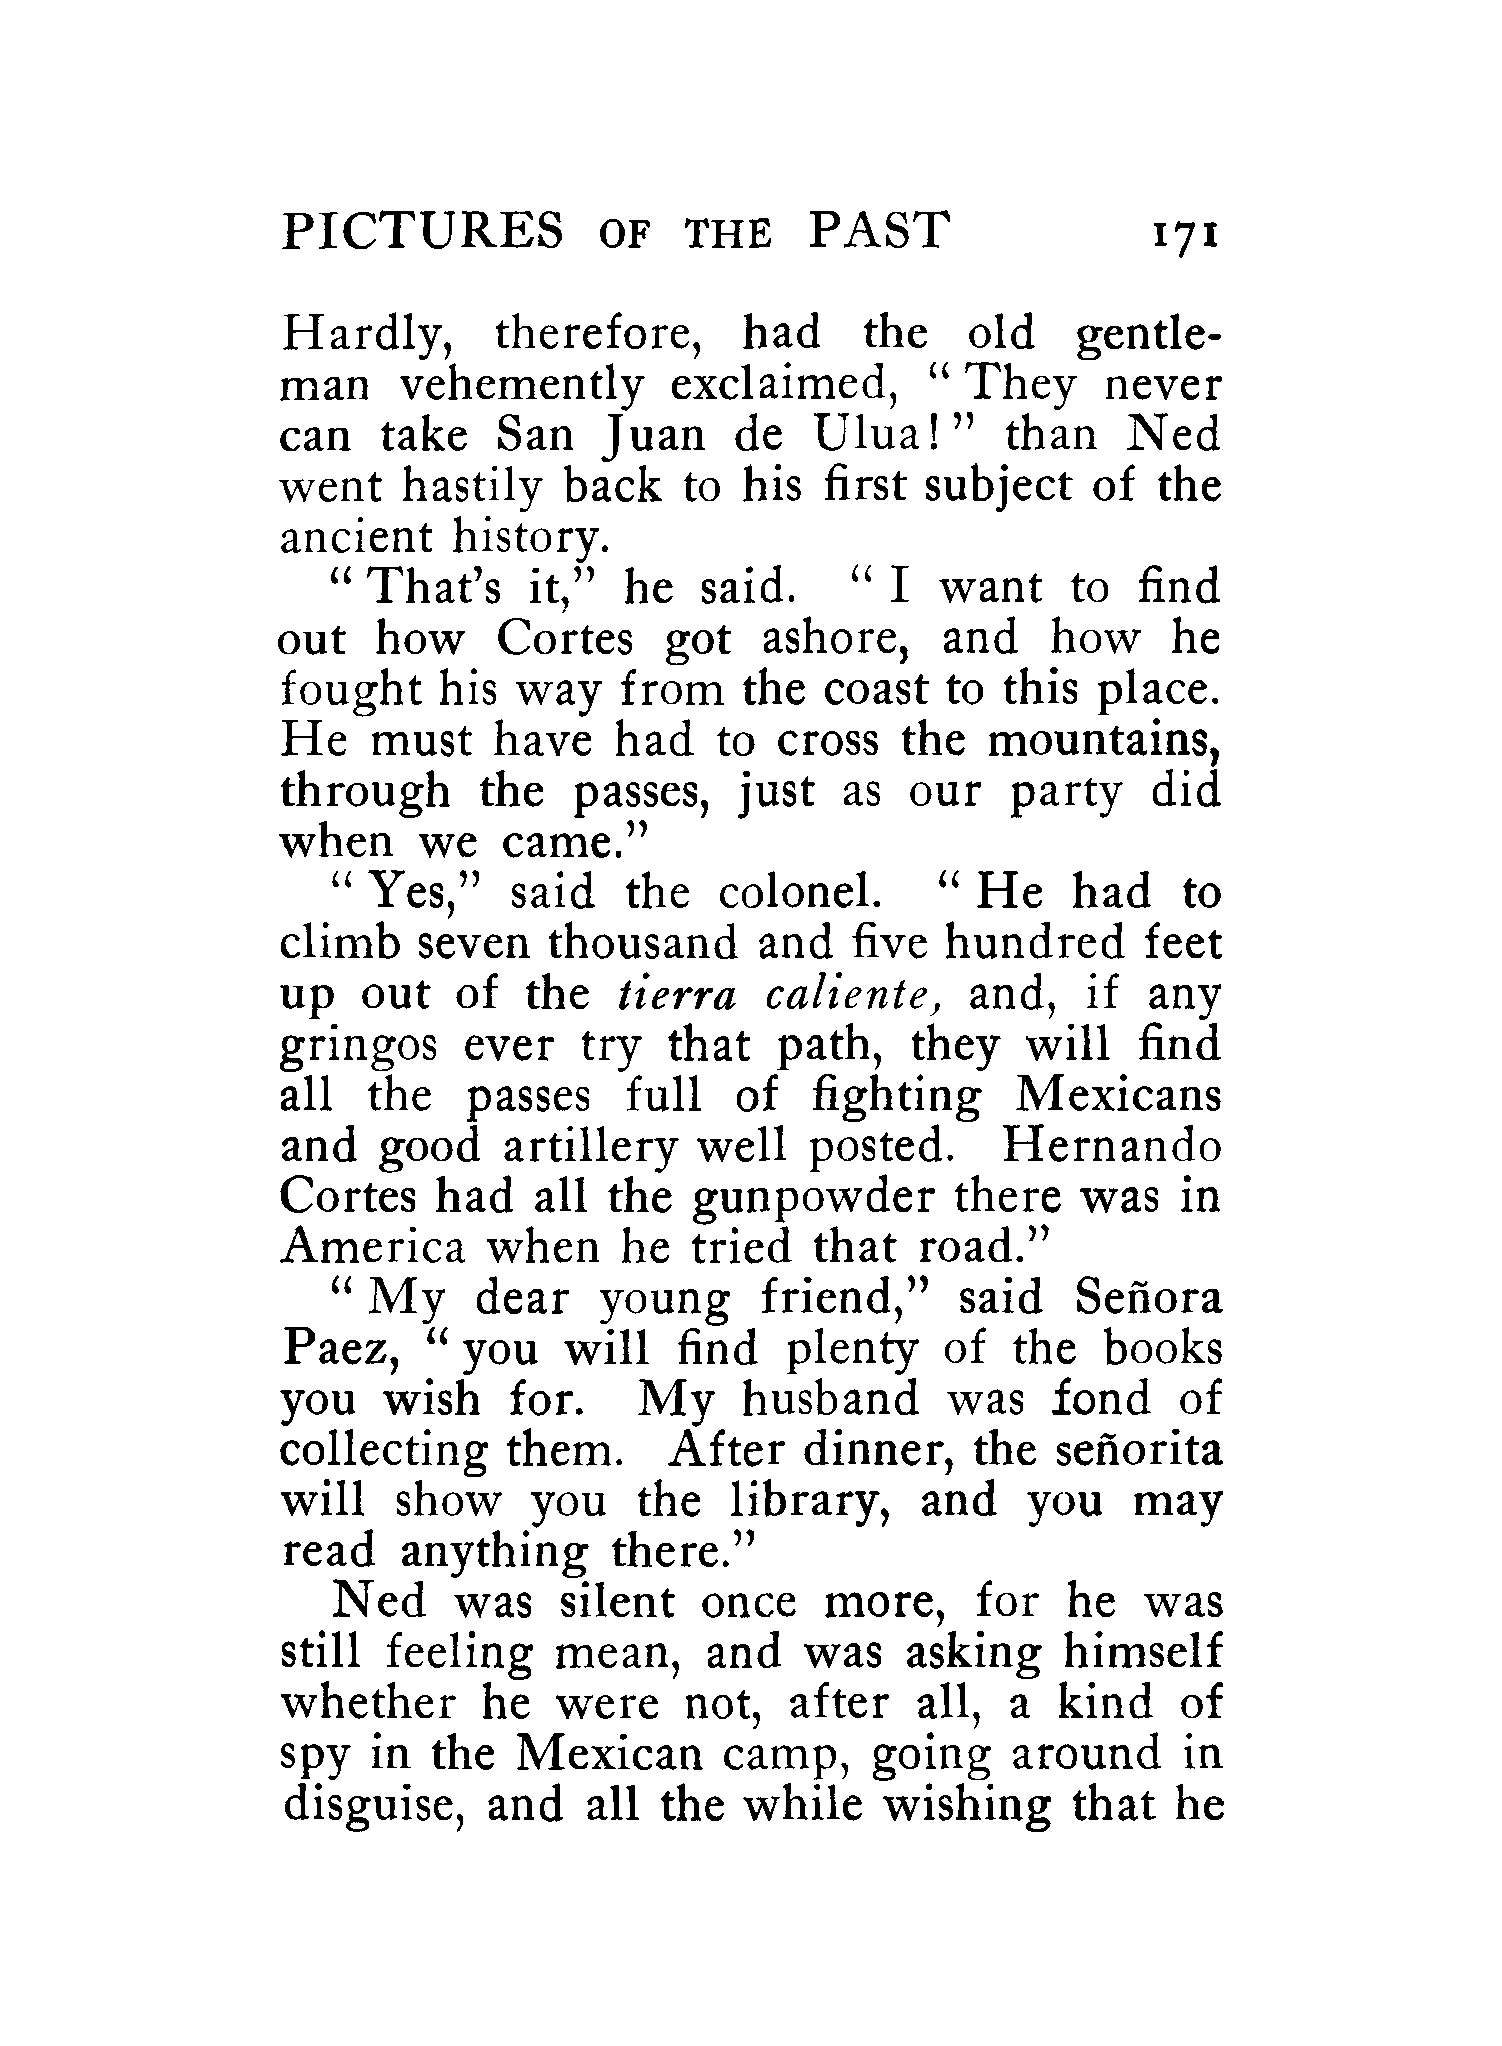 PICTURES OF THE PAST 171
Hardly, therefore, had the old gentle-
man vehemently exclaimed, “They never
can take San Juan de Ulua!” than Ned
went hastily back to his first subject of the
ancient history.
“That’s it,” he said. “I want to find
out how Cortes got ashore, and how he
fought his way from the coast to this place.
He must have had to cross the mountains,
through the passes, just as our party did
when we came.”
“Yes,” said the colonel. “He had to
climb seven thousand and five hundred feet
up out of the tierra caliente, and, if any
gringos ever try that path, they will find
all the passes full of fighting Mexicans
and good artillery well posted. Hernando
Cortes had all the gunpowder there was in
America when he tried that road.”
“My dear young friend,” said Señora
Paez, “you will find plenty of the books
you wish for. My husband was fond of
collecting them. After dinner, the señorita
will show you the library, and you may
read anything there.”
Ned was silent once more, for he was
still feeling mean, and was asking himself
whether he were not, after all, a kind of
spy in the Mexican camp, going around in
disguise, and all the while wishing that he